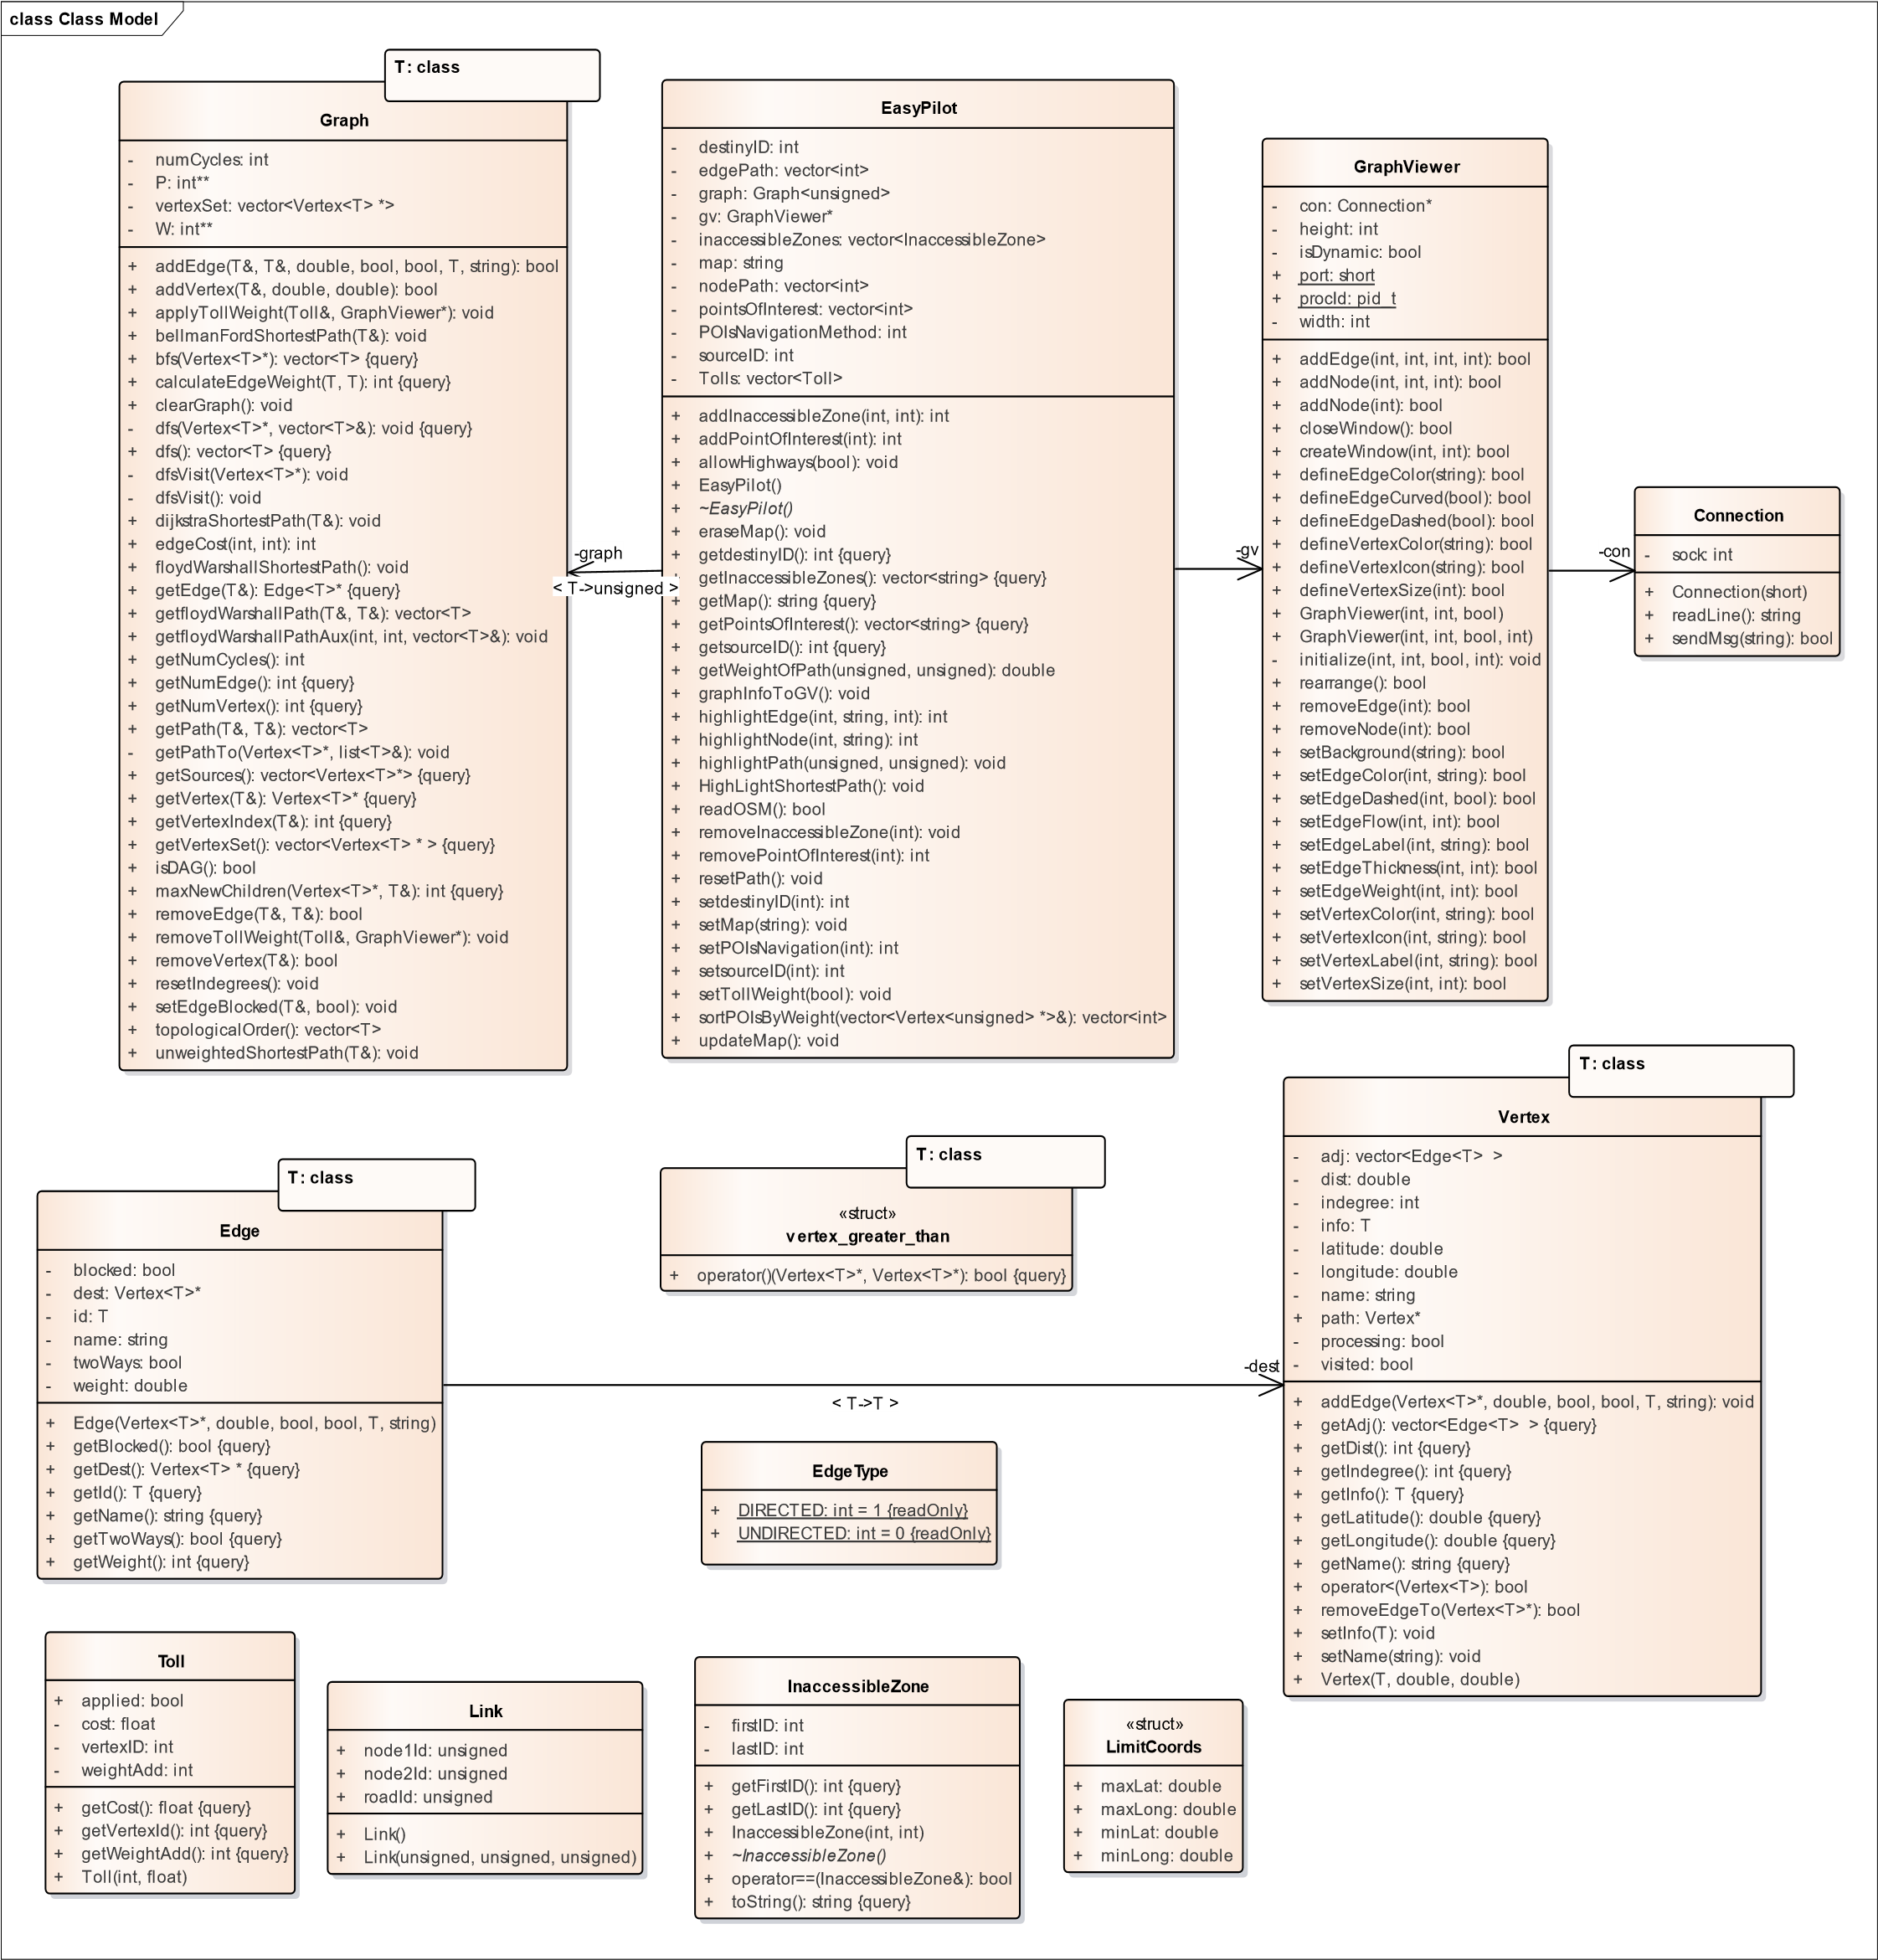 class Class Model
T: class
Graph
- numCycles: int
- P: int**
- vertexSet: vector<Vertex<T> *>
- W: int**
+ addEdge(T&, T&, double, bool, bool, T, string): bool
+ addVertex(T&, double, double): bool
+ applyTollWeight(Toll&, GraphViewer*): void
+ bellmanFordShortestPath(T&): void
+ bfs(Vertex<T>*): vector<T> {query}
+ calculateEdgeWeight(T, T): int {query}
+ clearGraph(): void
- dfs(Vertex<T>*, vector<T>&): void {query}
+ dfs(): vector<T> {query}
- dfsVisit(Vertex<T>*): void
- dfsVisit(): void
+ dijkstraShortestPath(T&): void
+ edgeCost(int, int): int
+ floydWarshallShortestPath(): void
+ getEdge(T&): Edge<T>* {query}
+ getfloydWarshallPath(T&, T&): vector<T>
+ getfloydWarshallPathAux(int, int, vector<T>&): void
+ getNumCycles(): int
+ getNumEdge(): int {query}
+ getNumVertex(): int {query}
+ getPath(T&, T&): vector<T>
- getPathTo(Vertex<T>*, list<T>&): void
+ getSources(): vector<Vertex<T>*> {query}
+ getVertex(T&): Vertex<T>* {query}
+ getVertexIndex(T&): int {query}
+ getVertexSet(): vector<Vertex<T> * > {query}
+ isDAG(): bool
+ maxNewChildren(Vertex<T>*, T&): int {query}
+ removeEdge(T&, T&): bool
+ removeTollWeight(Toll&, GraphViewer*): void
+ removeVertex(T&): bool
+ resetIndegrees(): void
+ setEdgeBlocked(T&, bool): void
+ topologicalOrder(): vector<T>
+ unweightedShortestPath(T&): void
-graph
< T->unsigned >
EasyPilot
- destinyID: int
- edgePath: vector<int>
- graph: Graph<unsigned>
- gv: GraphViewer*
- inaccessibleZones: vector<InaccessibleZone>
- map: string
- nodePath: vector<int>
- pointsOfInterest: vector<int>
- POIsNavigationMethod: int
- sourceID: int
- Tolls: vector<Toll>
+ addInaccessibleZone(int, int): int
+ addPointOfInterest(int): int
+ allowHighways(bool): void
+ EasyPilot()
+ ~EasyPilot()
+ eraseMap(): void
+ getdestinyID(): int {query}
+ getInaccessibleZones(): vector<string> {query}
+ getMap(): string {query}
+ getPointsOfInterest(): vector<string> {query}
+ getsourceID(): int {query}
+ getWeightOfPath(unsigned, unsigned): double
+ graphInfoToGV(): void
+ highlightEdge(int, string, int): int
+ highlightNode(int, string): int
+ highlightPath(unsigned, unsigned): void
+ HighLightShortestPath(): void
+ readOSM(): bool
+ removeInaccessibleZone(int): void
+ removePointOfInterest(int): int
+ resetPath(): void
+ setdestinyID(int): int
+ setMap(string): void
+ setPOIsNavigation(int): int
+ setsourceID(int): int
+ setTollWeight(bool): void
+ sortPOIsByWeight(vector<Vertex<unsigned> *>&): vector<int>
+ updateMap(): void
-gv
GraphViewer
- con: Connection*
- height: int
- isDynamic: bool
+ port: short
+ procId: pid_t
- width: int
+ addEdge(int, int, int, int): bool
+ addNode(int, int, int): bool
+ addNode(int): bool
+ closeWindow(): bool
+ createWindow(int, int): bool
+ defineEdgeColor(string): bool
+ defineEdgeCurved(bool): bool
+ defineEdgeDashed(bool): bool
+ defineVertexColor(string): bool
+ defineVertexIcon(string): bool
+ defineVertexSize(int): bool
+ GraphViewer(int, int, bool)
+ GraphViewer(int, int, bool, int)
- initialize(int, int, bool, int): void
+ rearrange(): bool
+ removeEdge(int): bool
+ removeNode(int): bool
+ setBackground(string): bool
+ setEdgeColor(int, string): bool
+ setEdgeDashed(int, bool): bool
+ setEdgeFlow(int, int): bool
+ setEdgeLabel(int, string): bool
+ setEdgeThickness(int, int): bool
+ setEdgeWeight(int, int): bool
+ setVertexColor(int, string): bool
+ setVertexIcon(int, string): bool
+ setVertexLabel(int, string): bool
+ setVertexSize(int, int): bool
-con
Connection
- sock: int
+ Connection(short)
+ readLine(): string
+ sendMsg(string): bool
T: class
Edge
- blocked: bool
- dest: Vertex<T>*
- id: T
- name: string
- twoWays: bool
- weight: double
+ Edge(Vertex<T>*, double, bool, bool, T, string)
+ getBlocked(): bool {query}
+ getDest(): Vertex<T> * {query}
+ getId(): T {query}
+ getName(): string {query}
+ getTwoWays(): bool {query}
+ getWeight(): int {query}
T: class
«struct»
vertex_greater_than
+ operator()(Vertex<T>*, Vertex<T>*): bool {query}
-dest
< T->T >
T: class
Vertex
- adj: vector<Edge<T>  >
- dist: double
- indegree: int
- info: T
- latitude: double
- longitude: double
- name: string
+ path: Vertex*
- processing: bool
- visited: bool
+ addEdge(Vertex<T>*, double, bool, bool, T, string): void
+ getAdj(): vector<Edge<T>  > {query}
+ getDist(): int {query}
+ getIndegree(): int {query}
+ getInfo(): T {query}
+ getLatitude(): double {query}
+ getLongitude(): double {query}
+ getName(): string {query}
+ operator<(Vertex<T>): bool
+ removeEdgeTo(Vertex<T>*): bool
+ setInfo(T): void
+ setName(string): void
+ Vertex(T, double, double)
EdgeType
+ DIRECTED: int = 1 {readOnly}
+ UNDIRECTED: int = 0 {readOnly}
Toll
+ applied: bool
- cost: float
- vertexID: int
- weightAdd: int
+ getCost(): float {query}
+ getVertexId(): int {query}
+ getWeightAdd(): int {query}
+ Toll(int, float)
Link
+ node1Id: unsigned
+ node2Id: unsigned
+ roadId: unsigned
+ Link()
+ Link(unsigned, unsigned, unsigned)
InaccessibleZone
- firstID: int
- lastID: int
+ getFirstID(): int {query}
+ getLastID(): int {query}
+ InaccessibleZone(int, int)
+ ~InaccessibleZone()
+ operator==(InaccessibleZone&): bool
+ toString(): string {query}
«struct»
LimitCoords
+ maxLat: double
+ maxLong: double
+ minLat: double
+ minLong: double